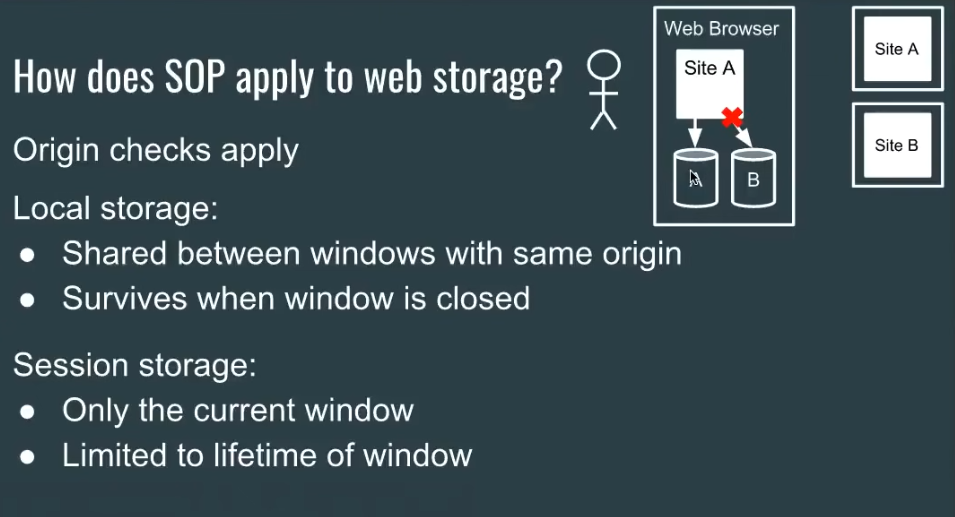 How does SOP apply to web storage?
Origin checks apply
Local storage:
● Shared between windows with same origin
● Survives when window is closed
Session storage:
● Only the current window
● Limited to lifetime of window
Web Browser
Site A
A
B
Site A
Site B